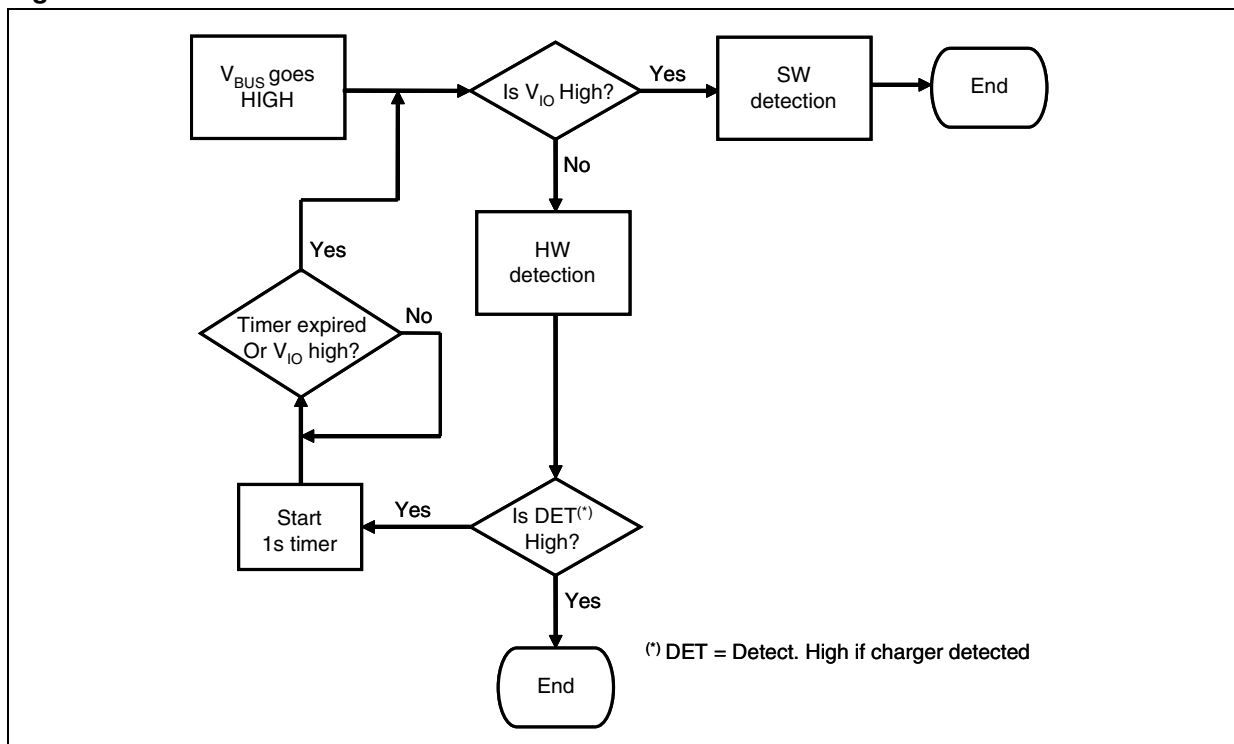 V_BUS goes
HIGH
Is V_IO High?
Yes
SW
detection
End
No
HW
detection
Yes
Timer expired
Or V_IO high?
No
Start
1s timer
Yes
Is DET(*)
High?
Yes
End
(*) DET = Detect. High if charger detected